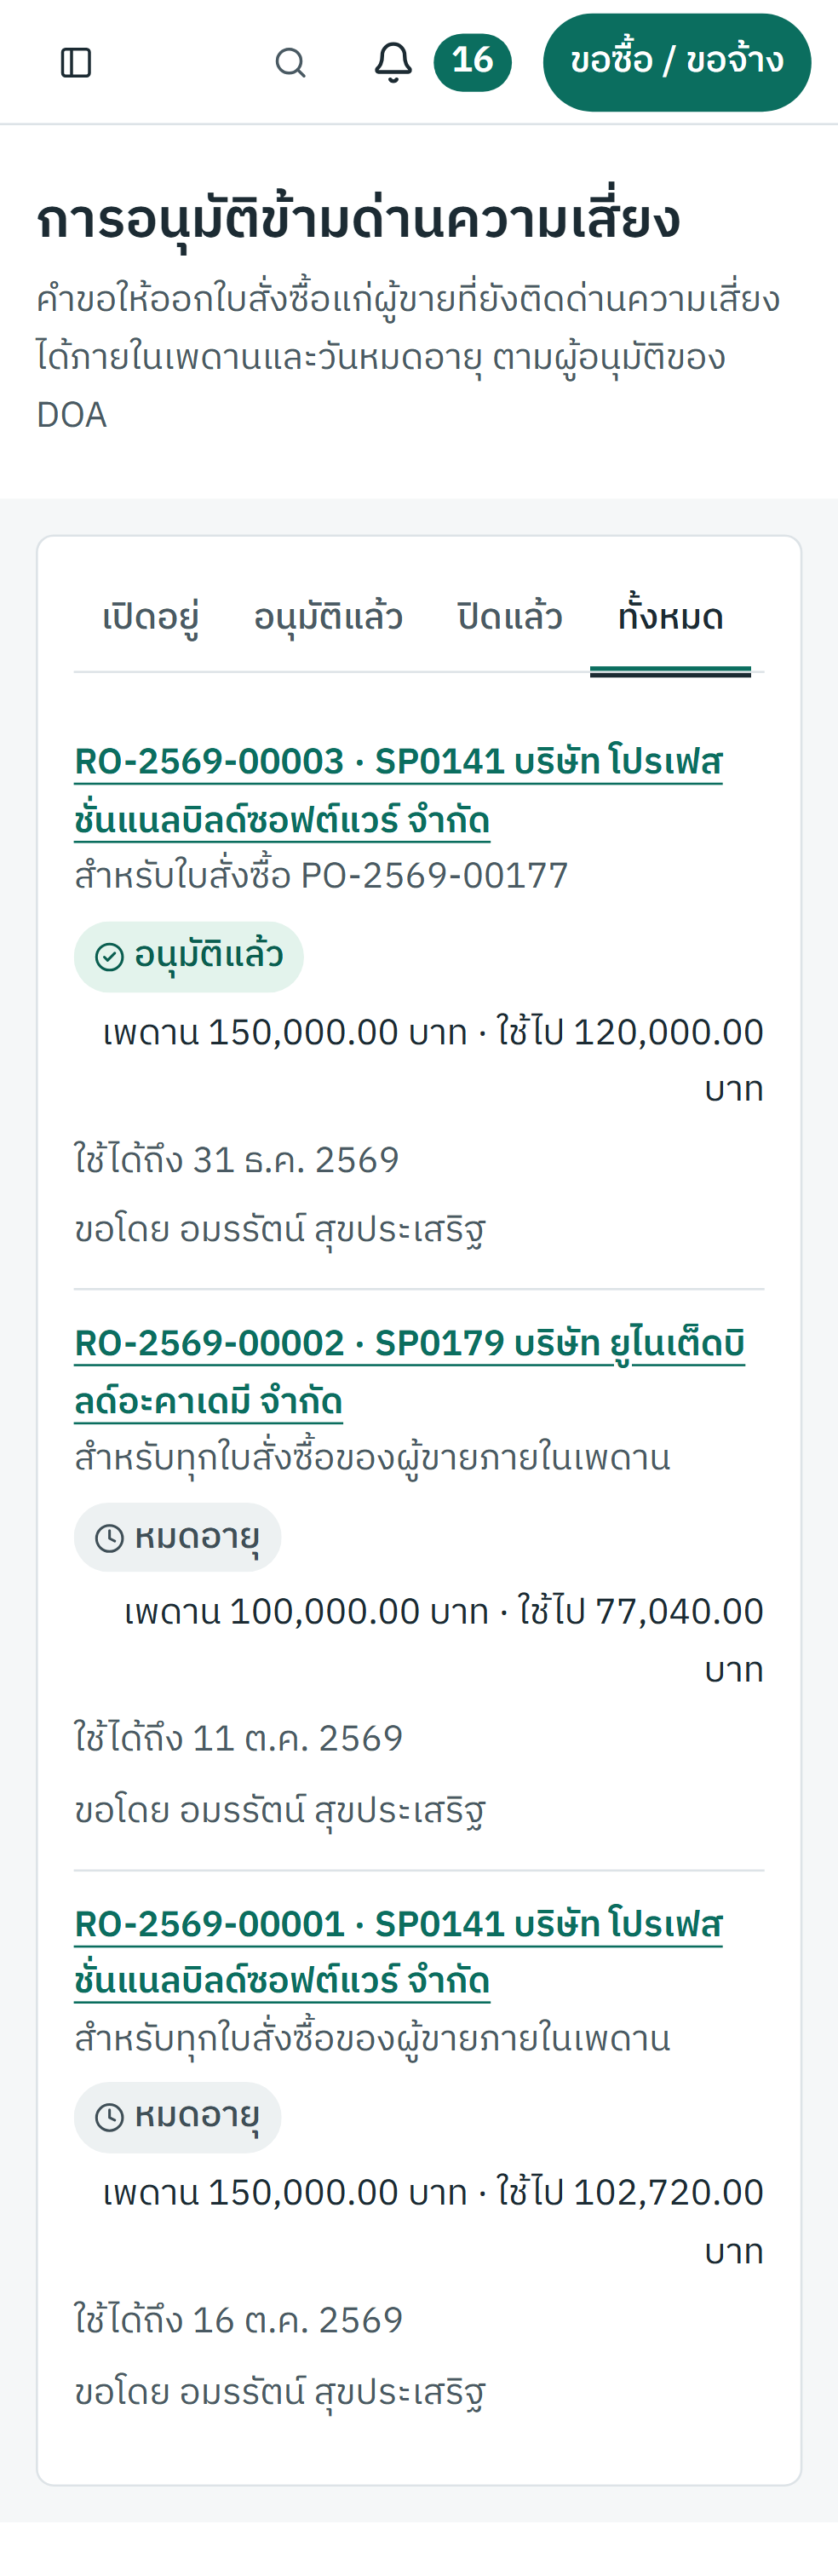 16
ขอซื้อ / ขอจ้าง
การอนุมัติข้ามด่านความเสี่ยง
คำขอให้ออกใบสั่งซื้อแก่ผู้ขายที่ยังติดด่านความเสี่ยง
ได้ภายในเพดานและวันหมดอายุ ตามผู้อนุมัติของ
DOA
เปิดอยู่ อนุมัติแล้ว ปิดแล้ว ทั้งหมด
RO-2569-00003 · SP0141 บริษัท โปรเฟส
ชั่นแนลบิลด์ซอฟต์แวร์ จำกัด
สำหรับใบสั่งซื้อ PO-2569-00177
อนุมัติแล้ว
เพดาน 150,000.00 บาท · ใช้ไป 120,000.00
บาท
ใช้ได้ถึง 31 ธ.ค. 2569
ขอโดย อมรรัตน์ สุขประเสริฐ
RO-2569-00002 · SP0179 บริษัท ยูไนเต็ดบิ
ลด์อะคาเดมี จำกัด
สำหรับทุกใบสั่งซื้อของผู้ขายภายในเพดาน
หมดอายุ
เพดาน 100,000.00 บาท · ใช้ไป 77,040.00
บาท
ใช้ได้ถึง 11 ต.ค. 2569
ขอโดย อมรรัตน์ สุขประเสริฐ
RO-2569-00001 · SP0141 บริษัท โปรเฟส
ชั่นแนลบิลด์ซอฟต์แวร์ จำกัด
สำหรับทุกใบสั่งซื้อของผู้ขายภายในเพดาน
หมดอายุ
เพดาน 150,000.00 บาท · ใช้ไป 102,720.00
บาท
ใช้ได้ถึง 16 ต.ค. 2569
ขอโดย อมรรัตน์ สุขประเสริฐ